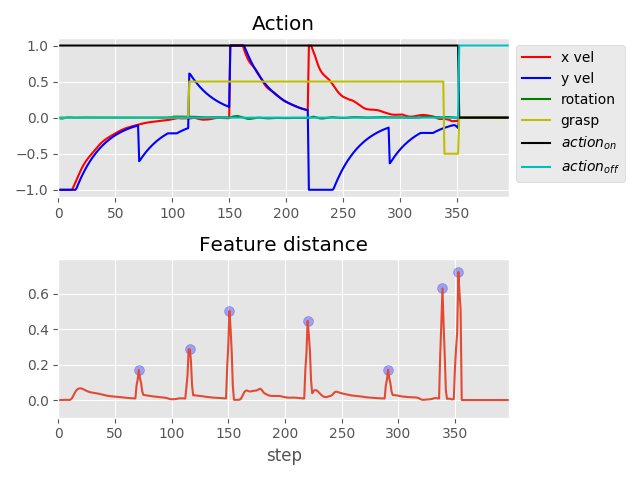 Action
1.0
0.5
0.0
−0.5
−1.0
0 50 100 150 200 250 300 350
x vel
y vel
rotation
grasp
action_on
action_off
Feature distance
0.6
0.4
0.2
0.0
0 50 100 150 200 250 300 350
step